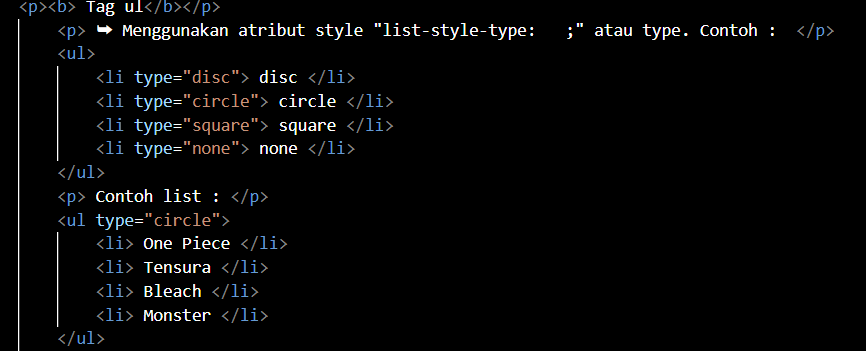 <p><b> Tag ul</b></p>
<p> ➥ Menggunakan atribut style "list-style-type:   ;" atau type. Contoh :  </p>
<ul>
<li type="disc"> disc </li>
<li type="circle"> circle </li>
<li type="square"> square </li>
<li type="none"> none </li>
</ul>
<p> Contoh list : </p>
<ul type="circle">
<li> One Piece </li>
<li> Tensura </li>
<li> Bleach </li>
<li> Monster </li>
</ul>